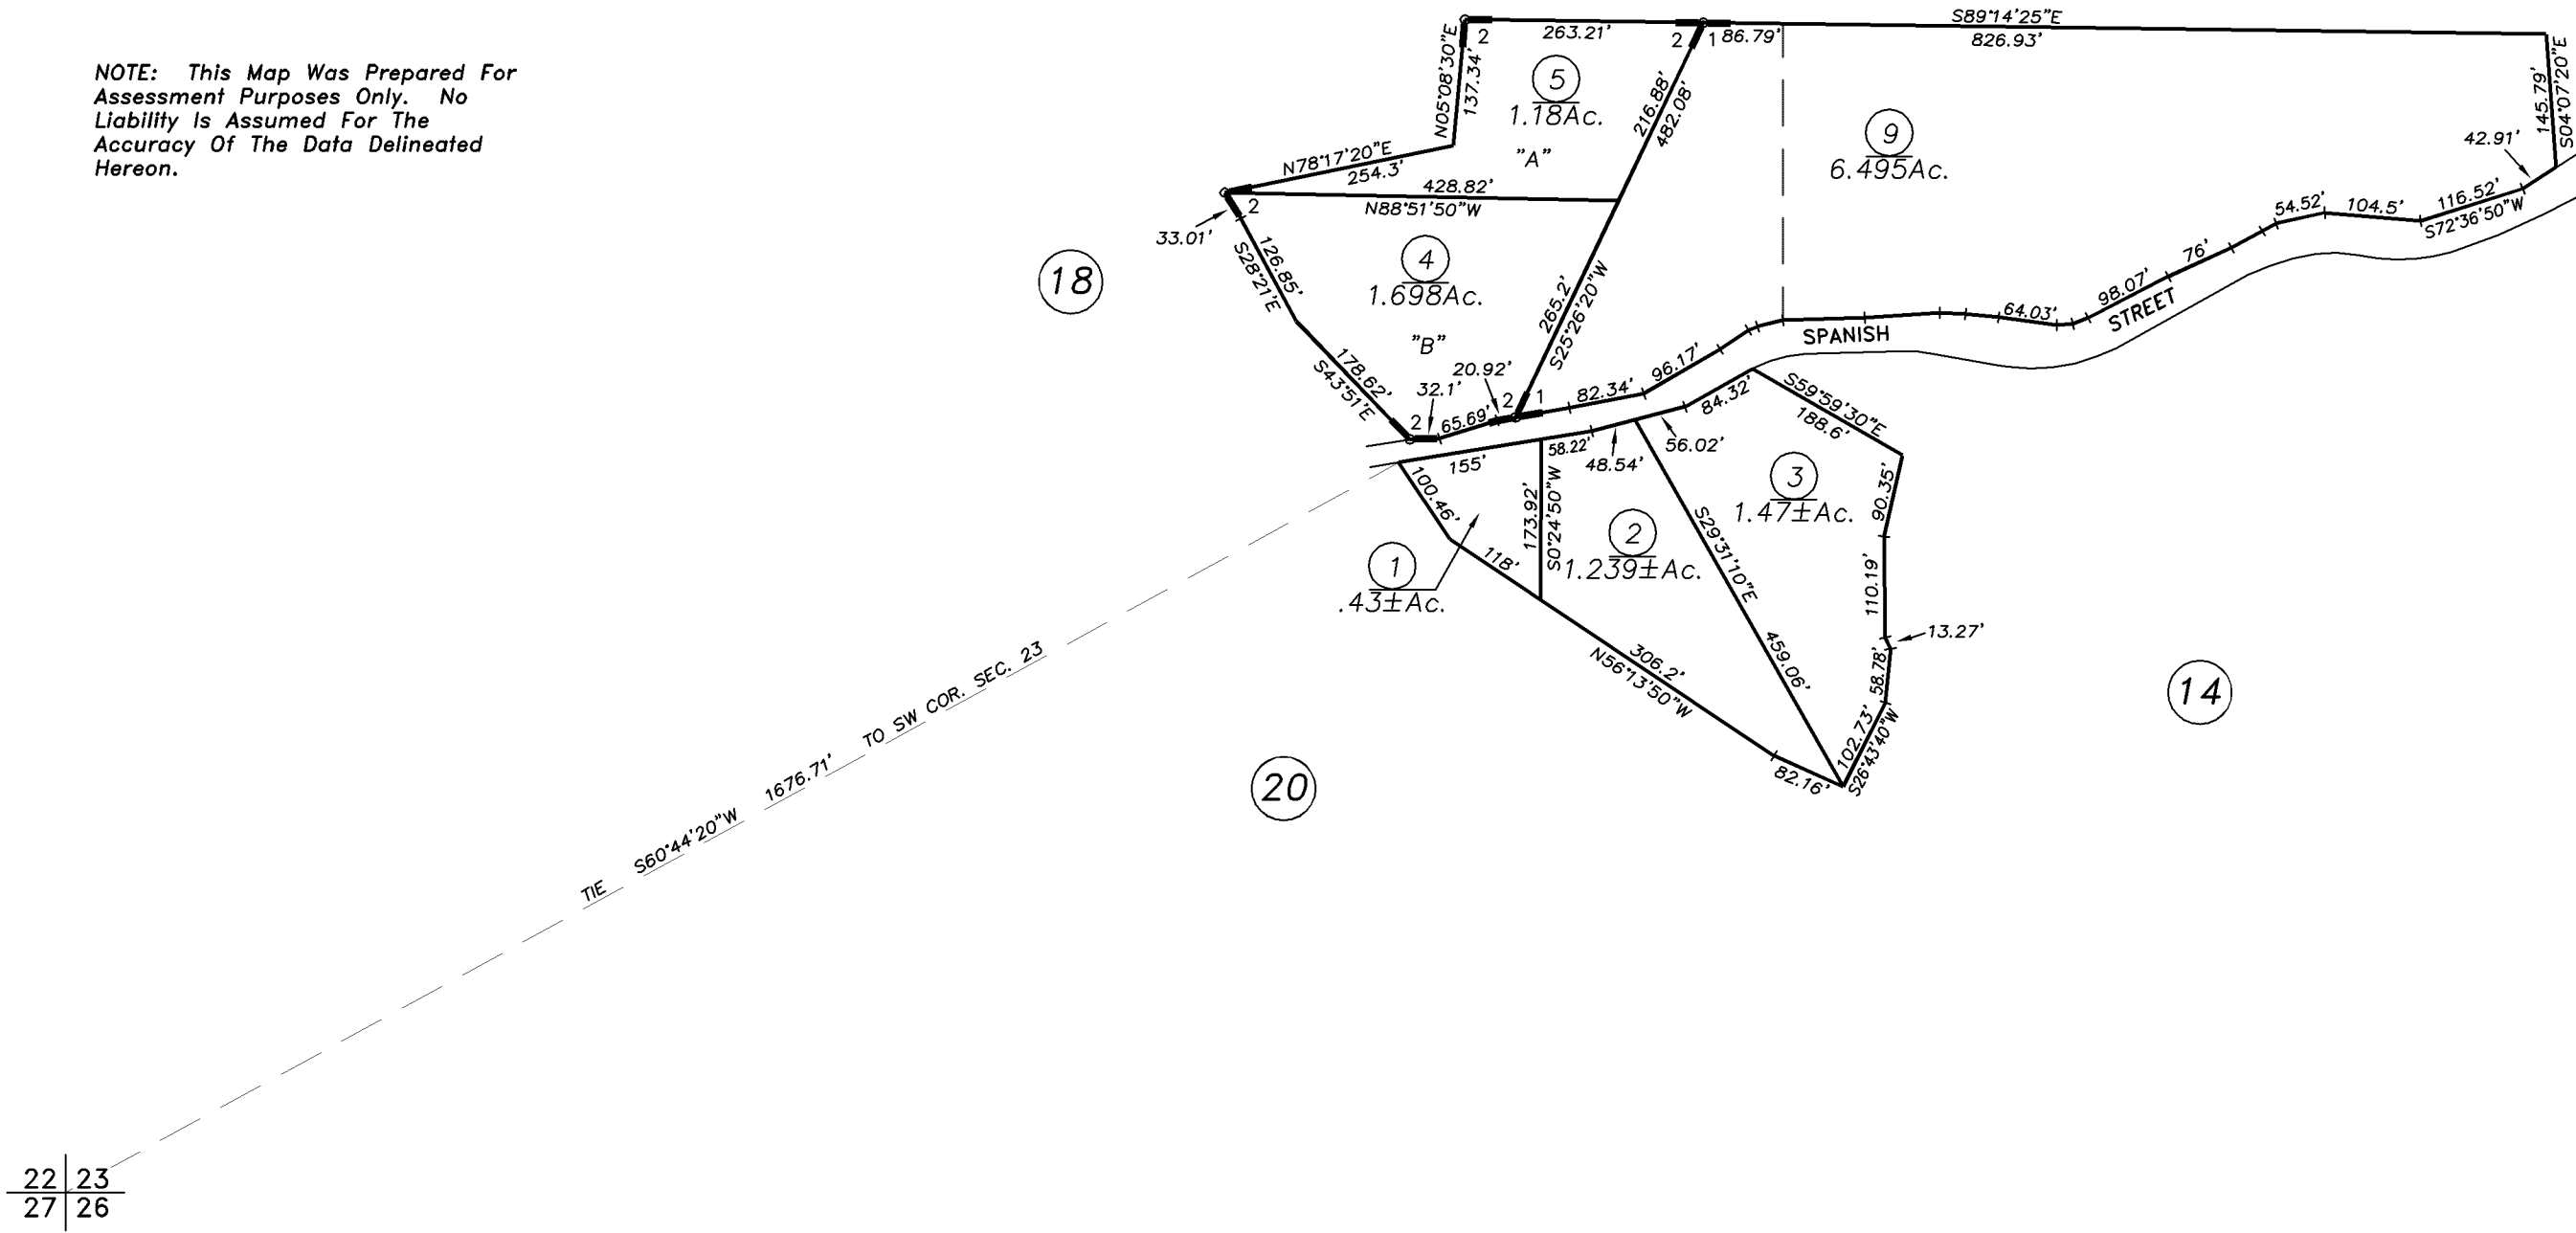 NOTE: This Map Was Prepared For
Assessment Purposes Only. No
Liability Is Assumed For The
Accuracy Of The Data Delineated
Hereon.
S89°14'25"E
826.93'
263.21'
86.79'
2
2
1
N05°08'30"E
137.34'
5
1.18Ac.
"A"
216.88'
482.08'
9
6.495Ac.
145.79'
S04°07'20"E
42.91'
N78°17'20"E
254.3'
428.82'
N88°51'50"W
2
33.01'
126.85'
S28°21'E
4
1.698Ac.
"B"
265.2'
S25°26'20"W
178.62'
S43°51'E
2
32.1'
65.69'
20.92'
2
1
82.34'
96.17'
SPANISH
STREET
64.03'
98.07'
76'
54.52'
104.5'
116.52'
S72°36'50"W
18
155'
58.22'
48.54'
56.02'
84.32'
S59°59'30"E
188.6'
100.46'
118'
173.92'
S0°24'50"W
1
.43±Ac.
2
1.239±Ac.
3
1.47±Ac.
90.35'
110.19'
13.27'
58.78'
102.73'
S26°43'40"W
S29°31'10"E
459.06'
306.2'
N56°13'50"W
82.16'
14
20
TIE S60°44'20"W 1676.71' TO SW COR. SEC. 23
22 23
27 26